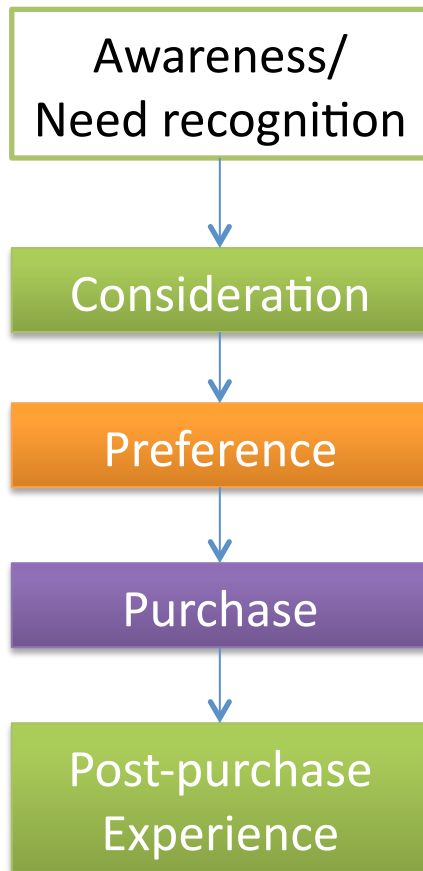 Awareness/
Need recognition
Consideration
Preference
Purchase
Post-purchase
Experience